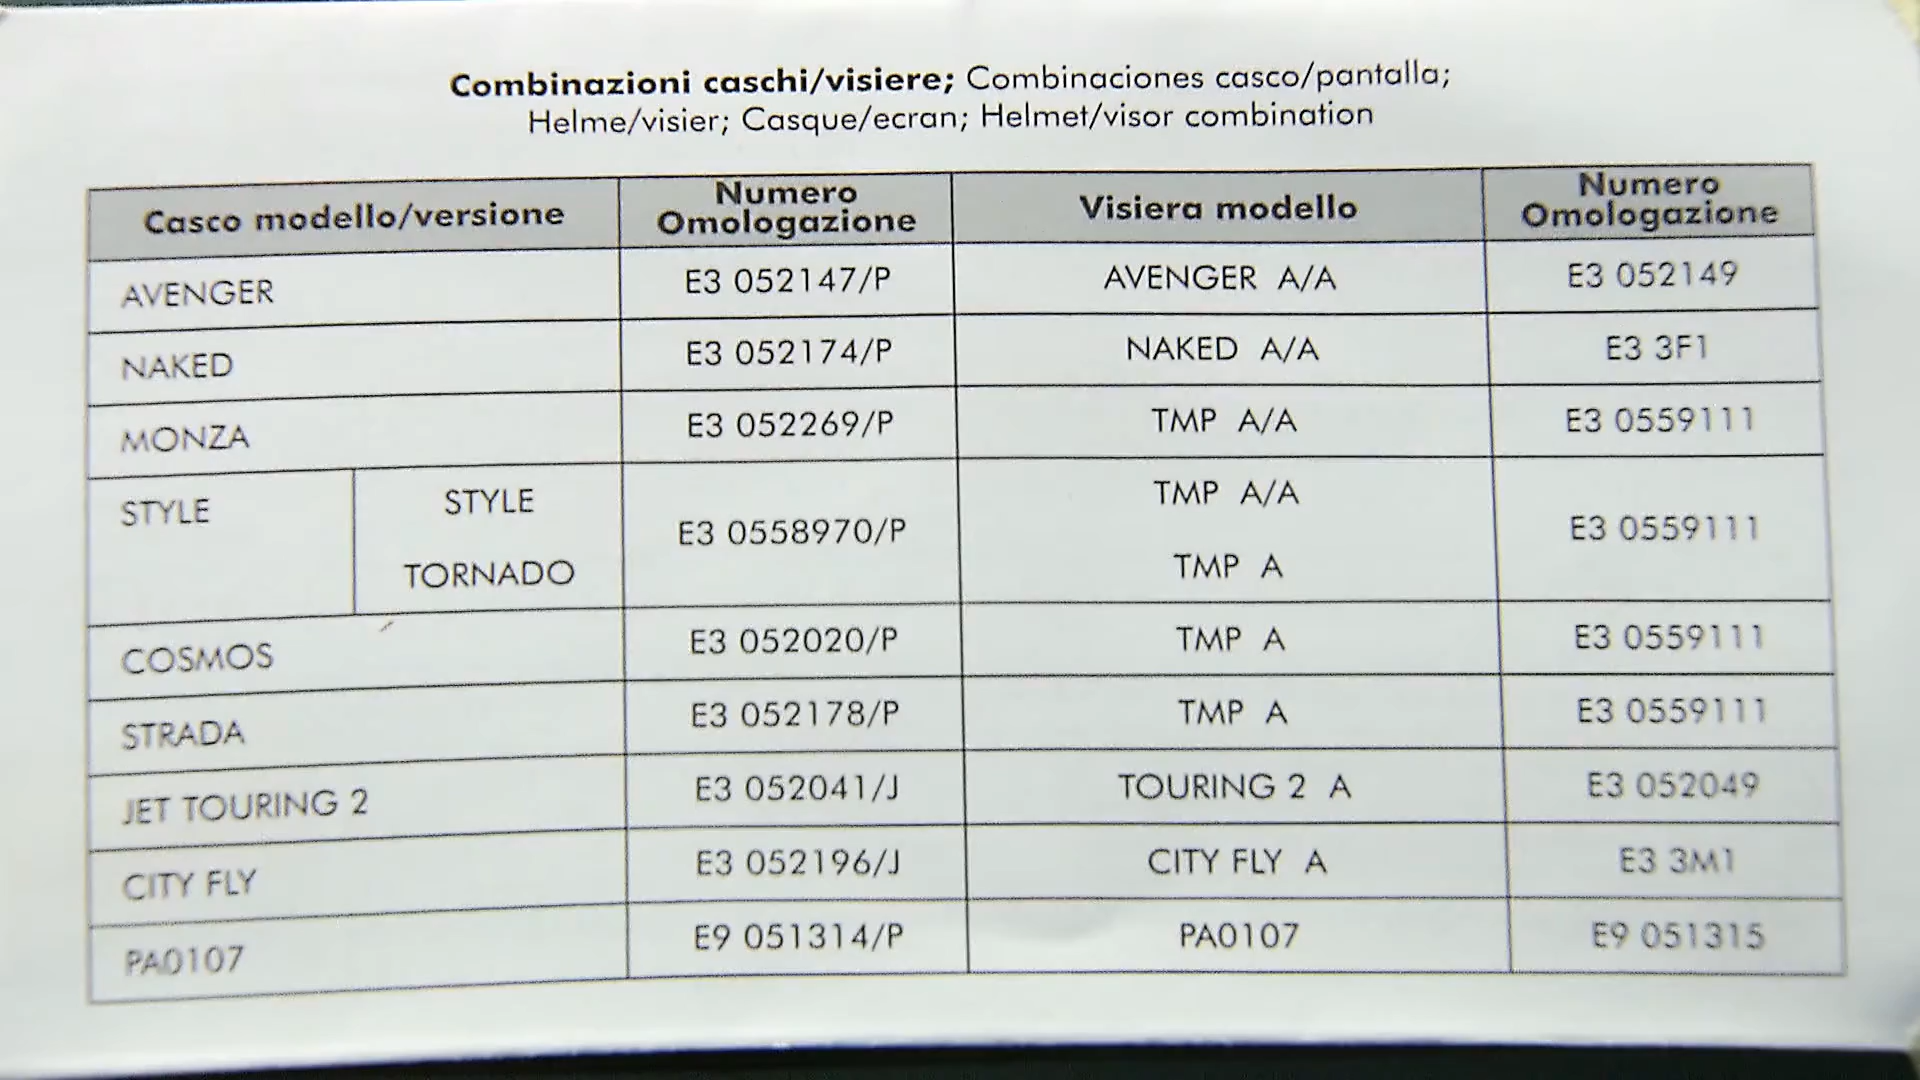 Combinazioni caschi/visiere; Combinaciones casco/pantalla;
Helme/visier; Casque/ecran; Helmet/visor combination
Casco modello/versione Numero Omologazione Visiera modello Numero Omologazione
AVENGER E3 052147/P AVENGER A/A E3 052149
NAKED E3 052174/P NAKED A/A E3 3F1
MONZA E3 052269/P TMP A/A E3 0559111
STYLE STYLE E3 0558970/P TMP A/A E3 0559111
TORNADO TMP A
COSMOS E3 052020/P TMP A E3 0559111
STRADA E3 052178/P TMP A E3 0559111
JET TOURING 2 E3 052041/J TOURING 2 A E3 052049
CITY FLY E3 052196/J CITY FLY A E3 3M1
PA0107 E9 051314/P PA0107 E9 051315